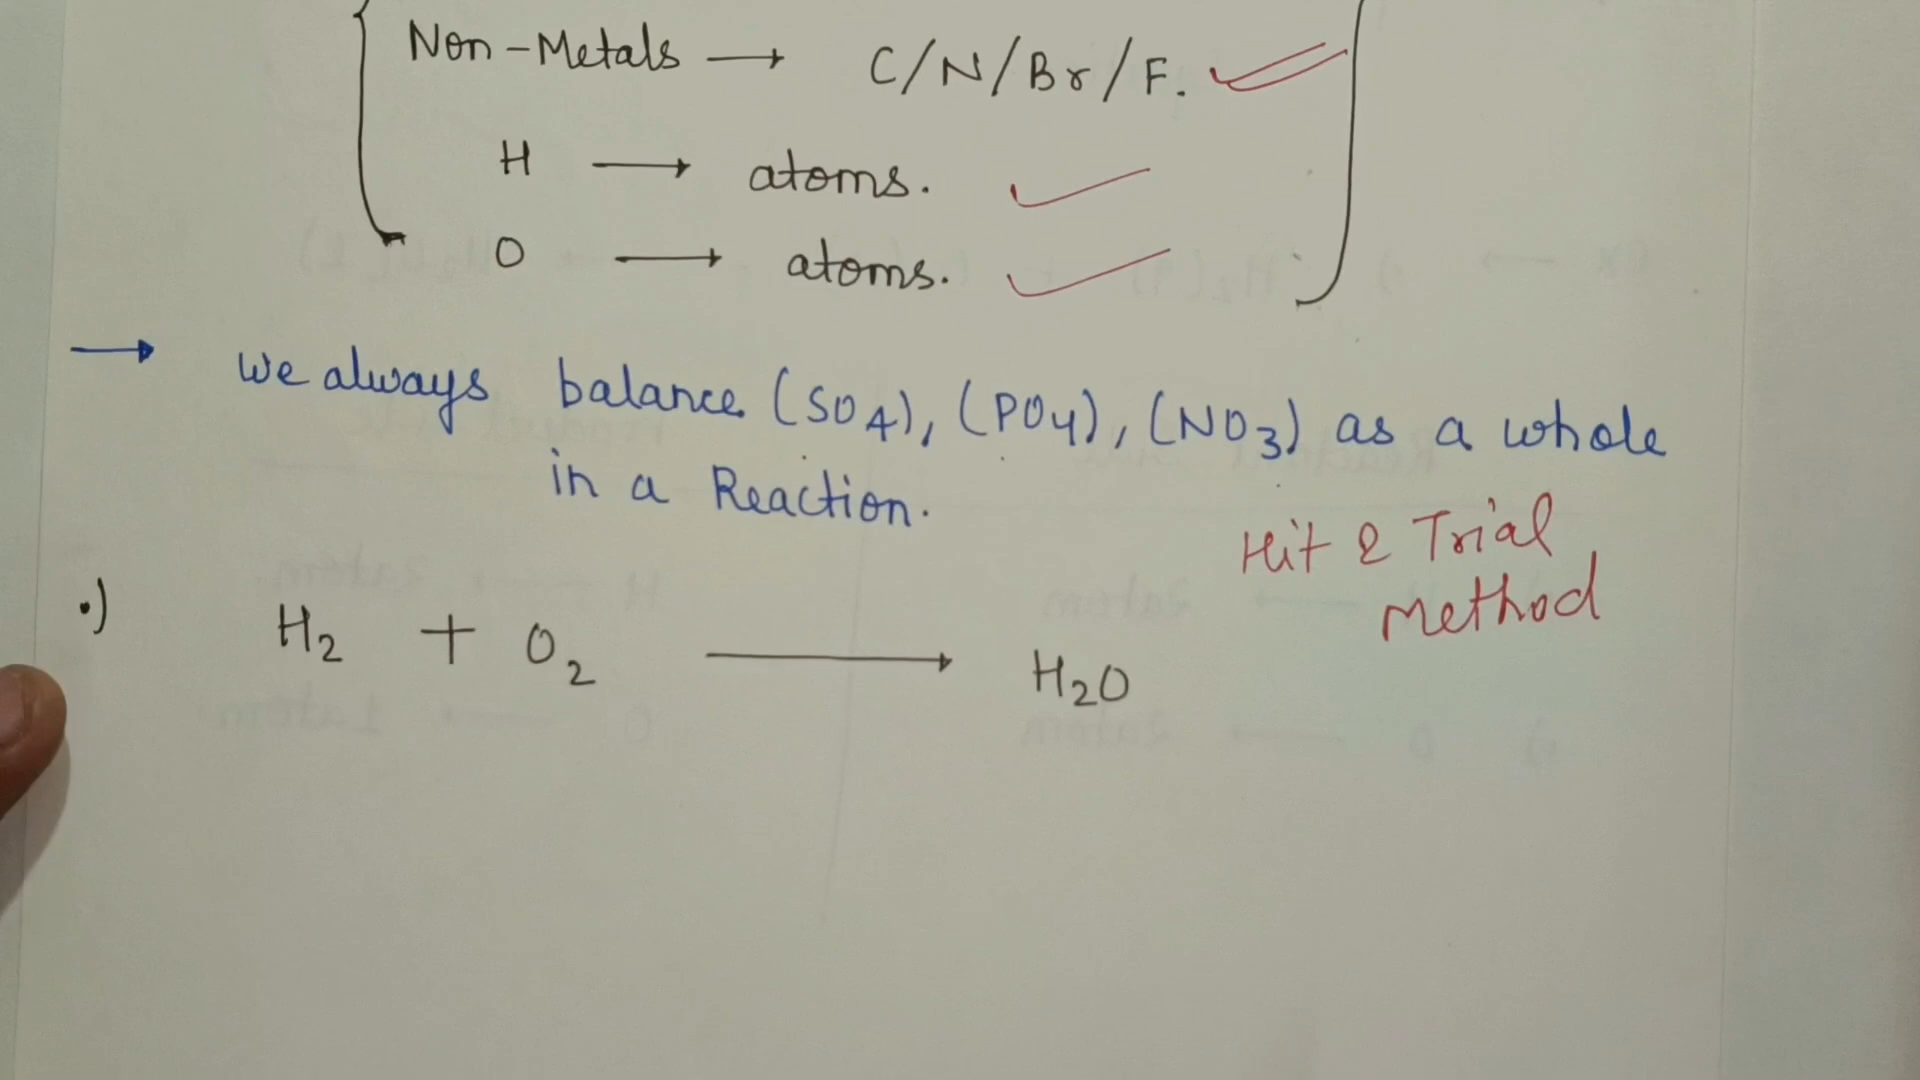 Non-Metals → C/N/Br/F.
H → atoms.
O → atoms.
→ We always balance (SO4), (PO4), (NO3) as a whole
in a Reaction.
Hit & Trial
Method
•) H2 + O2 → H2O